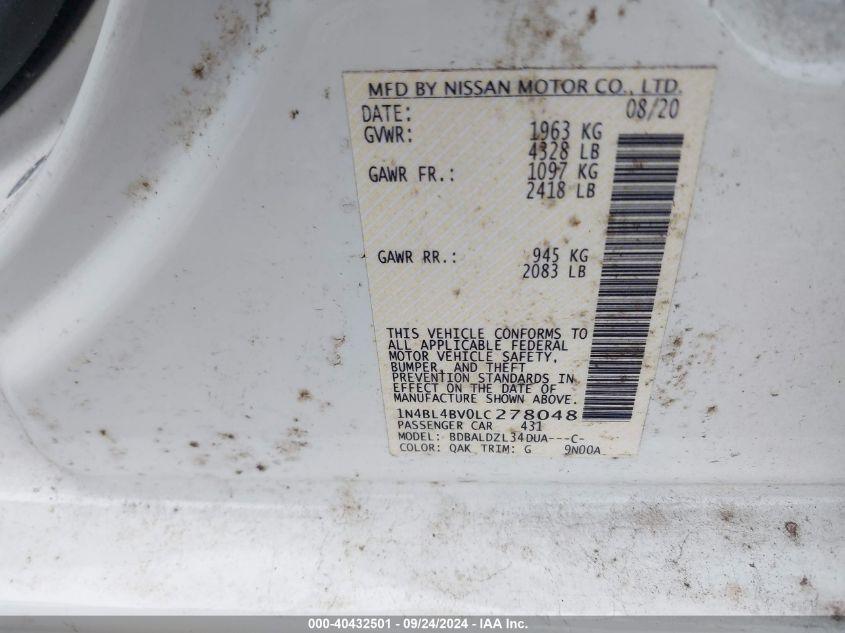 MFD BY NISSAN MOTOR CO., LTD.
DATE: 08/20
GVWR: 1963 KG
4328 LB
GAWR FR.: 1097 KG
2418 LB
GAWR RR.: 945 KG
2083 LB
THIS VEHICLE CONFORMS TO
ALL APPLICABLE FEDERAL
MOTOR VEHICLE SAFETY,
BUMPER, AND THEFT
PREVENTION STANDARDS IN
EFFECT ON THE DATE OF
MANUFACTURE SHOWN ABOVE.
1N4BL4BV0LC278048
PASSENGER CAR 431
MODEL: BDBALDZL34DUA---C-
COLOR: QAK TRIM: G 9N00A
000-40432501 - 09/24/2024 - IAA Inc.